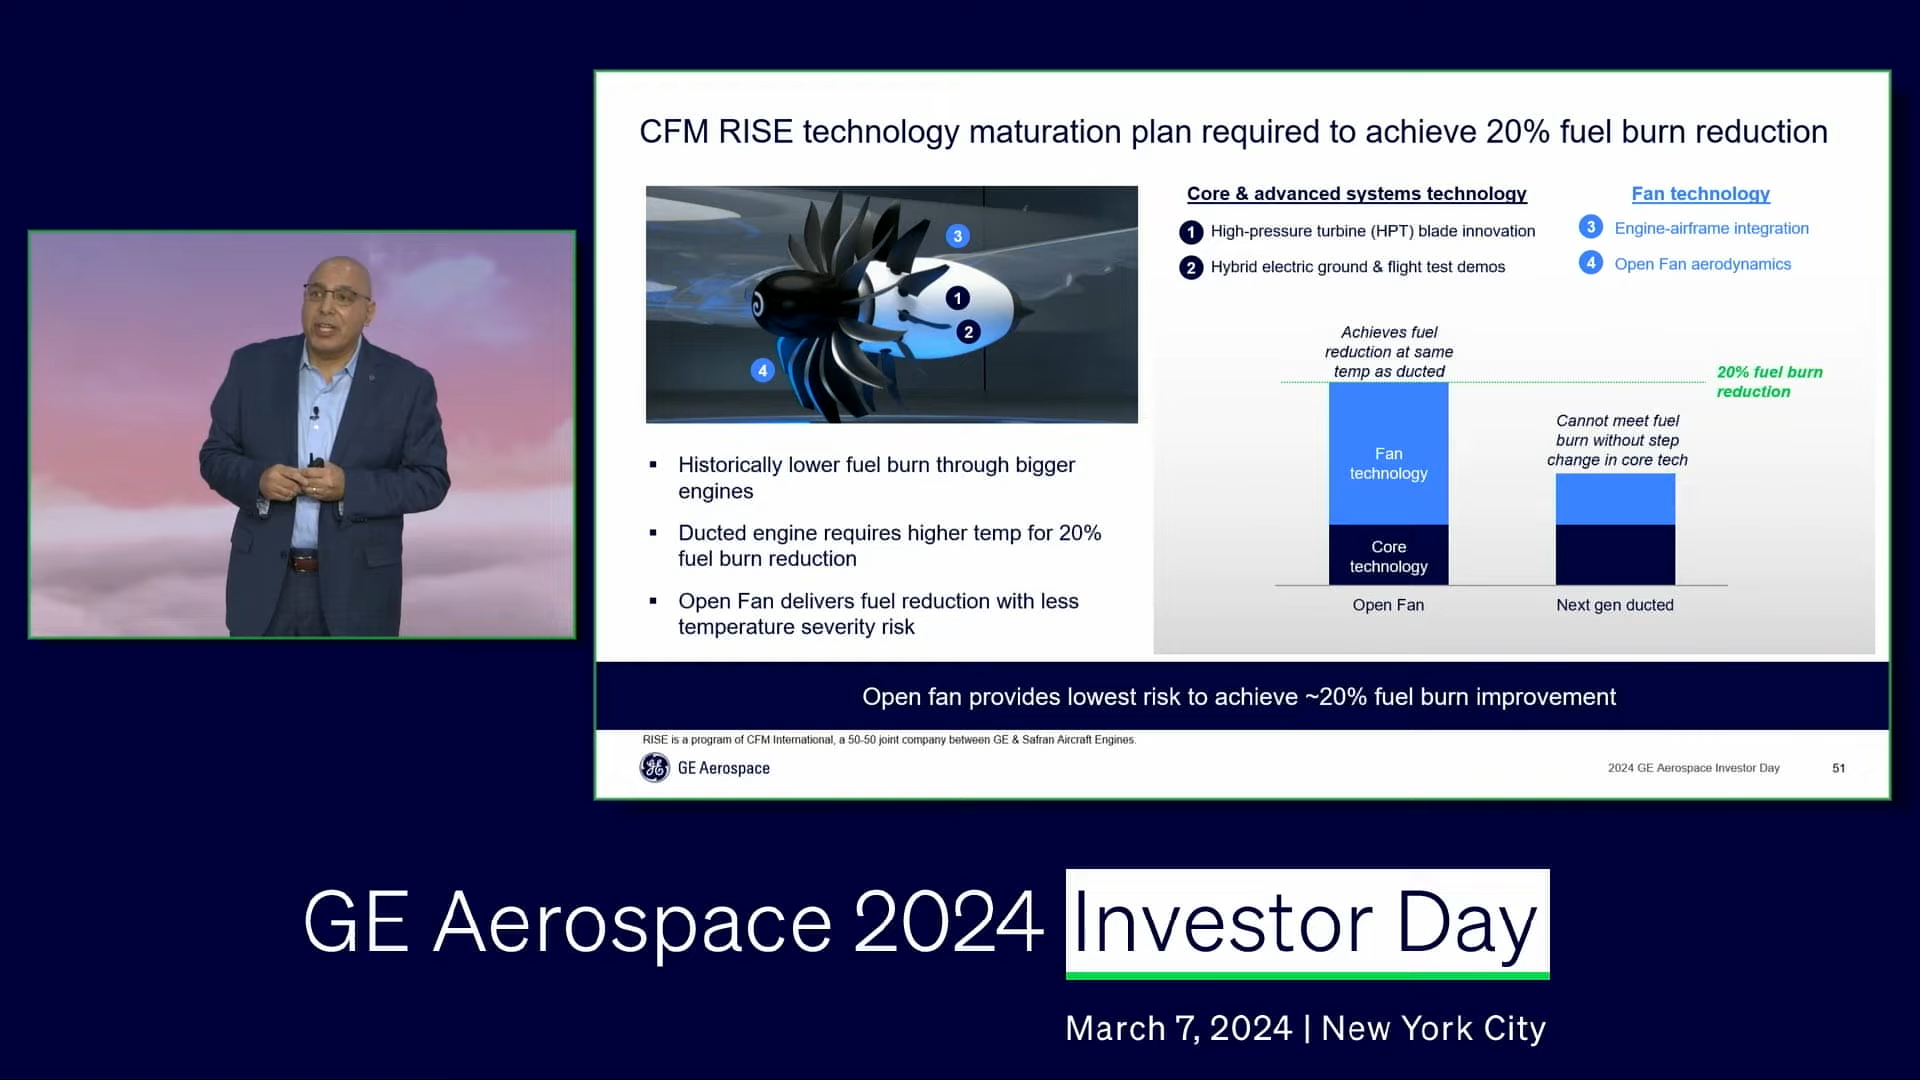 CFM RISE technology maturation plan required to achieve 20% fuel burn reduction
3
1
2
4
▪ Historically lower fuel burn through bigger
engines
▪ Ducted engine requires higher temp for 20%
fuel burn reduction
▪ Open Fan delivers fuel reduction with less
temperature severity risk
Core & advanced systems technology
1 High-pressure turbine (HPT) blade innovation
2 Hybrid electric ground & flight test demos
Fan technology
3 Engine-airframe integration
4 Open Fan aerodynamics
Achieves fuel
reduction at same
temp as ducted
20% fuel burn
reduction
Cannot meet fuel
burn without step
change in core tech
Fan
technology
Core
technology
Open Fan
Next gen ducted
Open fan provides lowest risk to achieve ~20% fuel burn improvement
RISE is a program of CFM International, a 50-50 joint company between GE & Safran Aircraft Engines.
GE Aerospace
2024 GE Aerospace Investor Day
51
GE Aerospace 2024 Investor Day
March 7, 2024 | New York City